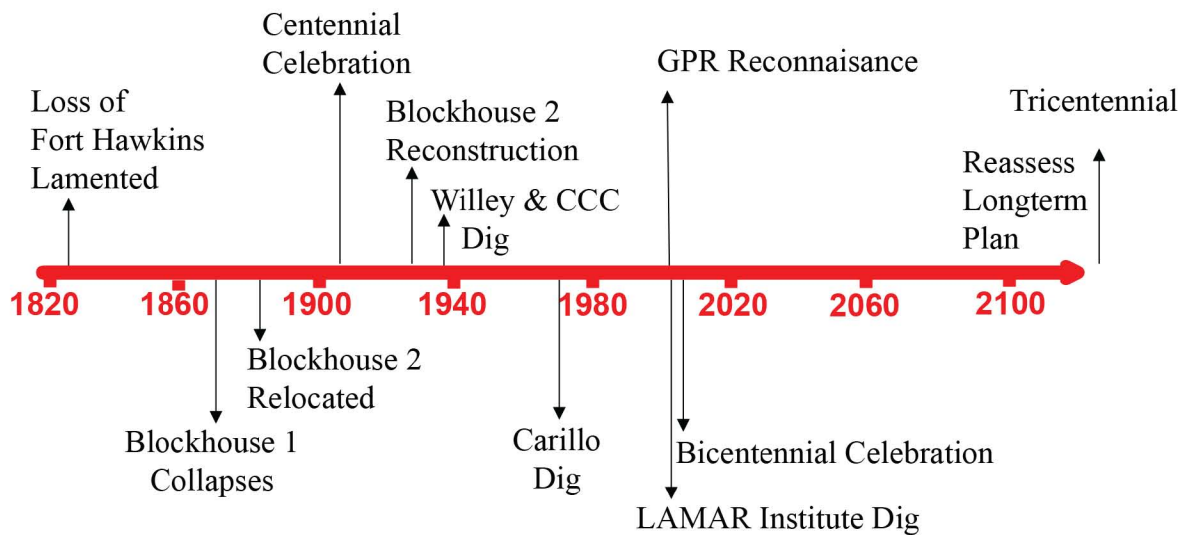 Centennial
Celebration
GPR Reconnaisance
Loss of
Fort Hawkins
Lamented
Blockhouse 2
Reconstruction
Tricentennial
Willey & CCC
Dig
Reassess
Longterm
Plan
1820
1860
1900
1940
1980
2020
2060
2100
Blockhouse 2
Relocated
Blockhouse 1
Collapses
Carillo
Dig
Bicentennial Celebration
LAMAR Institute Dig